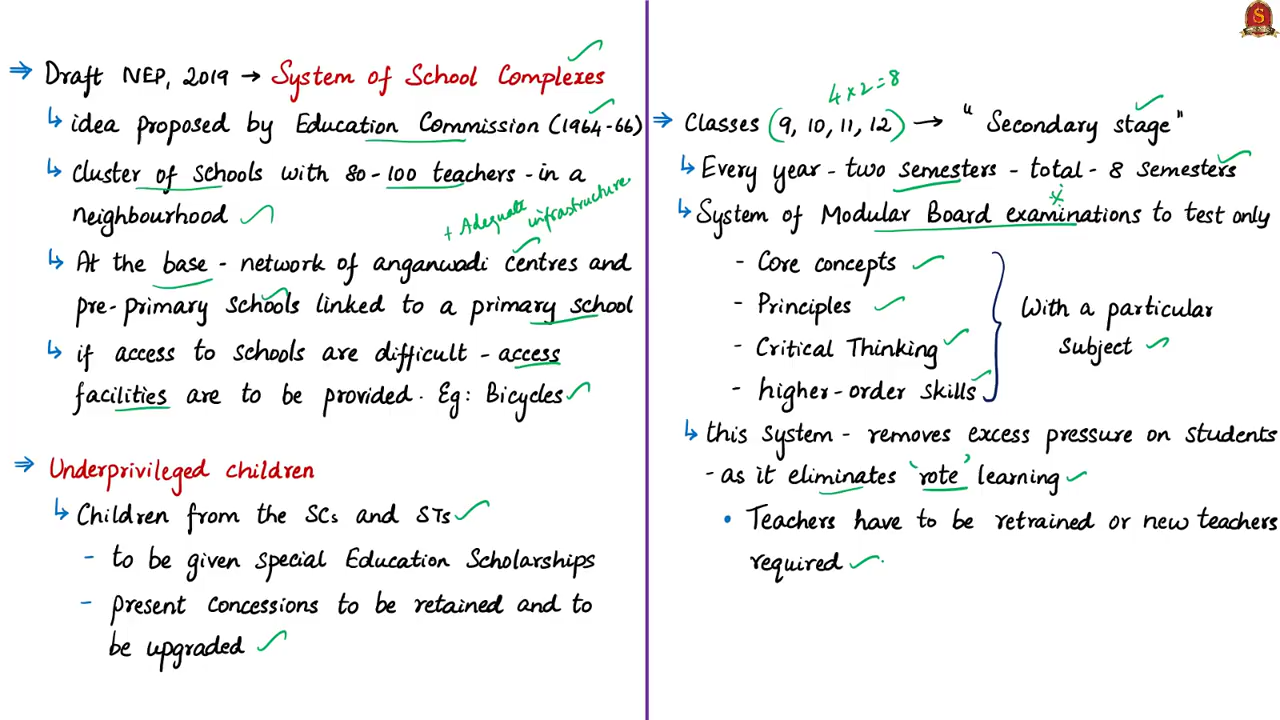 ⇒ Draft NEP, 2019 → System of School Complexes
↳ idea proposed by Education Commission (1964-66)
↳ cluster of schools with 80-100 teachers - in a
neighbourhood
+ Adequate infrastructure
↳ At the base - network of anganwadi centres and
pre-primary schools linked to a primary school
↳ if access to schools are difficult - access
facilities are to be provided. Eg: Bicycles
⇒ Underprivileged children
↳ Children from the SCs and STs
- to be given special Education Scholarships
- present concessions to be retained and to
be upgraded
4 x 2 = 8
⇒ Classes (9, 10, 11, 12) → "Secondary stage"
↳ Every year - two semesters - total - 8 semesters
↳ System of Modular Board examinations to test only
- Core concepts
- Principles
- Critical Thinking
- higher-order skills
With a particular
subject
↳ this system - removes excess pressure on students
- as it eliminates 'rote' learning
• Teachers have to be retrained or new teachers
required
S